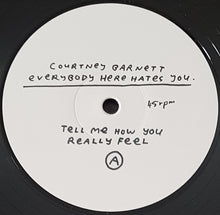 COURTNEY BARNETT
everybody here hates you.
45rpm
TELL ME HOW YOU
REALLY FEEL
A